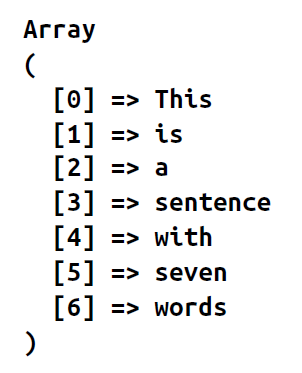 Array
(
  [0] => This
  [1] => is
  [2] => a
  [3] => sentence
  [4] => with
  [5] => seven
  [6] => words
)